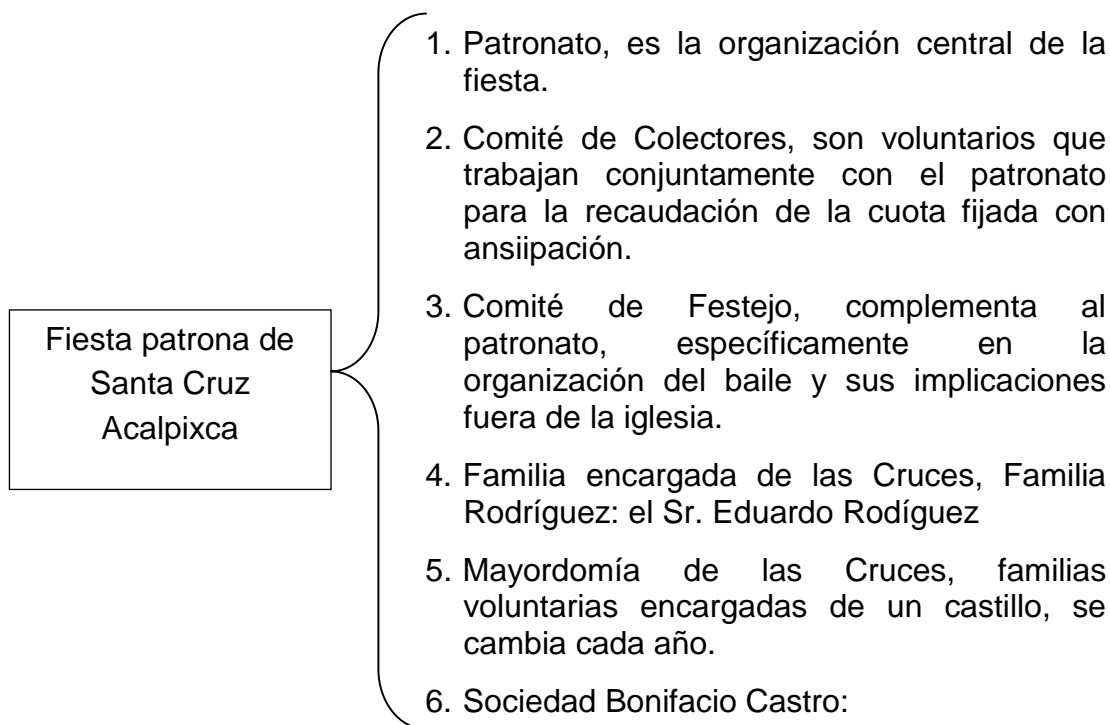 Fiesta patrona de
Santa Cruz
Acalpixca
1. Patronato, es la organización central de la
fiesta.
2. Comité de Colectores, son voluntarios que
trabajan conjuntamente con el patronato
para la recaudación de la cuota fijada con
ansiipación.
3. Comité de Festejo, complementa al
patronato, específicamente en la
organización del baile y sus implicaciones
fuera de la iglesia.
4. Familia encargada de las Cruces, Familia
Rodríguez: el Sr. Eduardo Rodíguez
5. Mayordomía de las Cruces, familias
voluntarias encargadas de un castillo, se
cambia cada año.
6. Sociedad Bonifacio Castro: